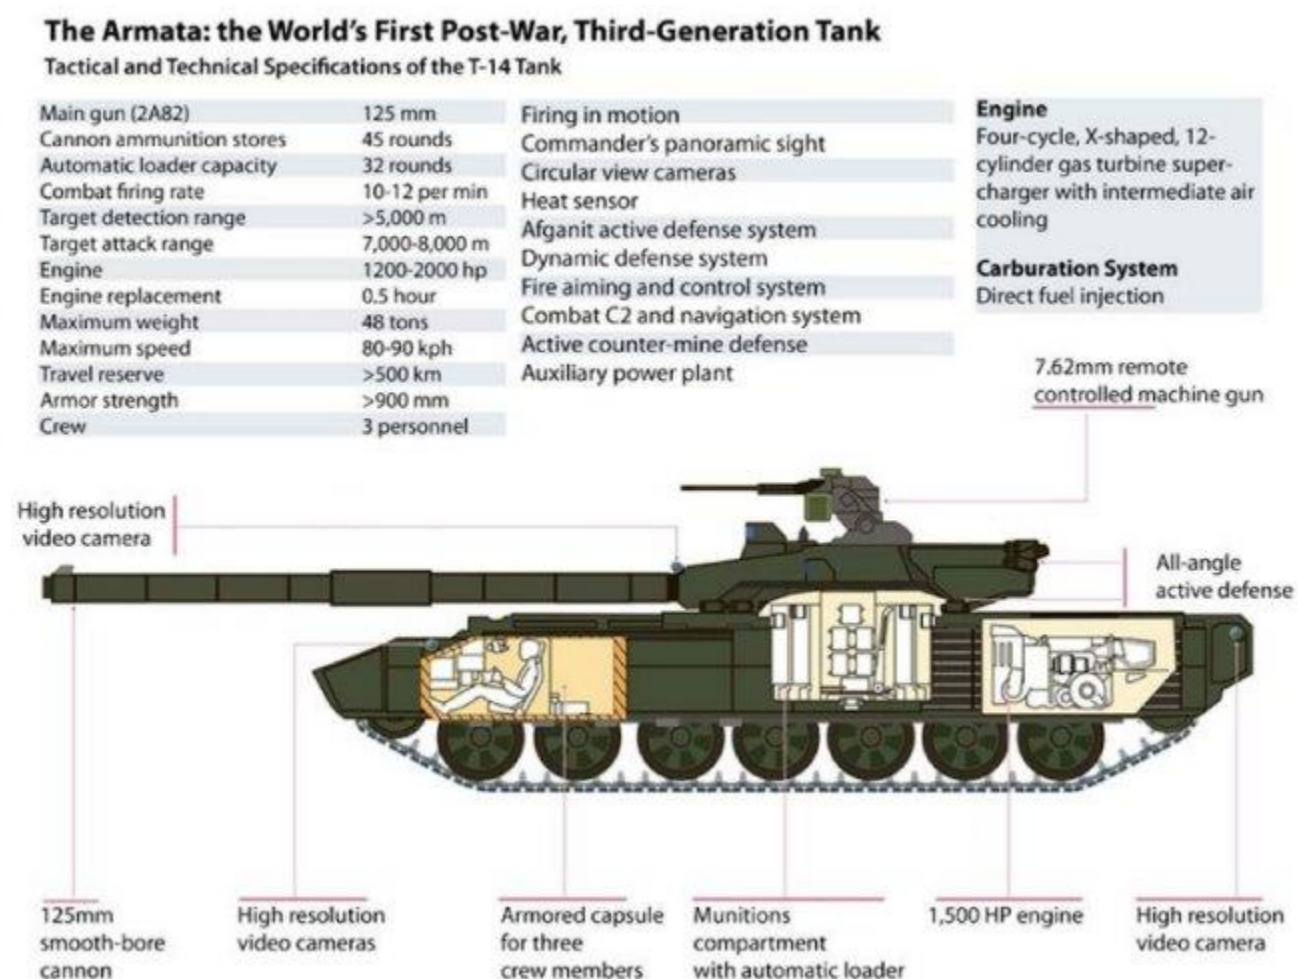 The Armata: the World's First Post-War, Third-Generation Tank
Tactical and Technical Specifications of the T-14 Tank
Main gun (2A82) 125 mm
Cannon ammunition stores 45 rounds
Automatic loader capacity 32 rounds
Combat firing rate 10-12 per min
Target detection range >5,000 m
Target attack range 7,000-8,000 m
Engine 1200-2000 hp
Engine replacement 0.5 hour
Maximum weight 48 tons
Maximum speed 80-90 kph
Travel reserve >500 km
Armor strength >900 mm
Crew 3 personnel
Firing in motion
Commander's panoramic sight
Circular view cameras
Heat sensor
Afganit active defense system
Dynamic defense system
Fire aiming and control system
Combat C2 and navigation system
Active counter-mine defense
Auxiliary power plant
Engine
Four-cycle, X-shaped, 12-
cylinder gas turbine super-
charger with intermediate air
cooling
Carburation System
Direct fuel injection
7.62mm remote
controlled machine gun
High resolution
video camera
All-angle
active defense
125mm
smooth-bore
cannon
High resolution
video cameras
Armored capsule
for three
crew members
Munitions
compartment
with automatic loader
1,500 HP engine
High resolution
video camera